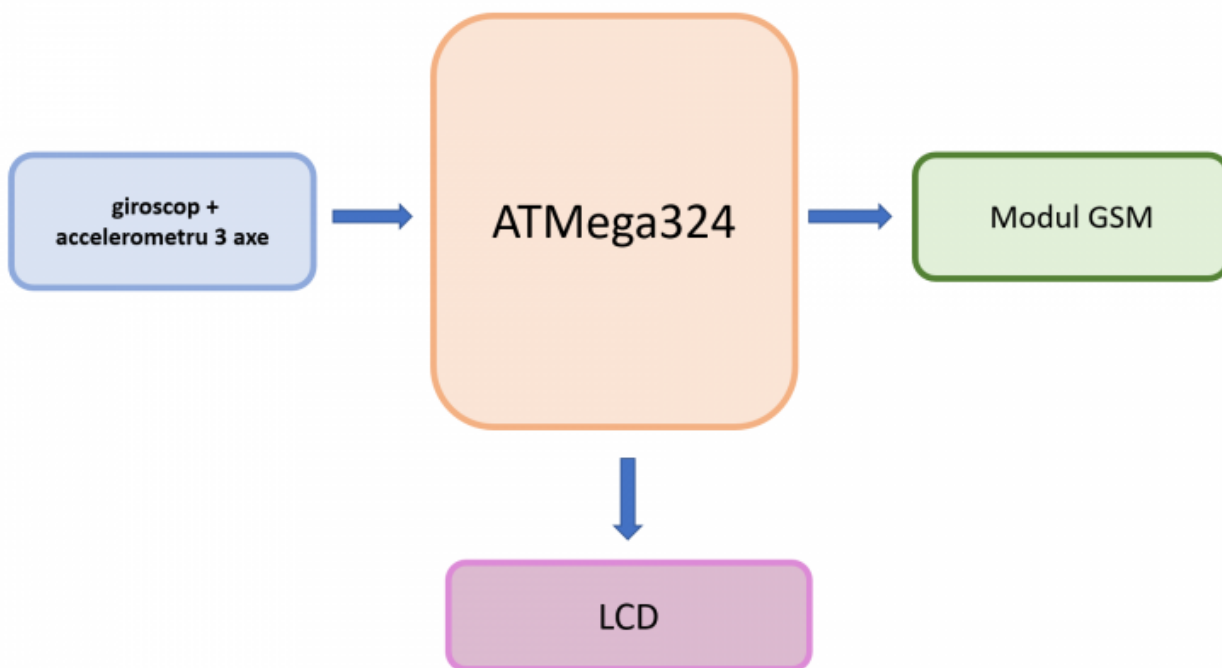 giroscop +
accelerometru 3 axe
ATMega324
Modul GSM
LCD